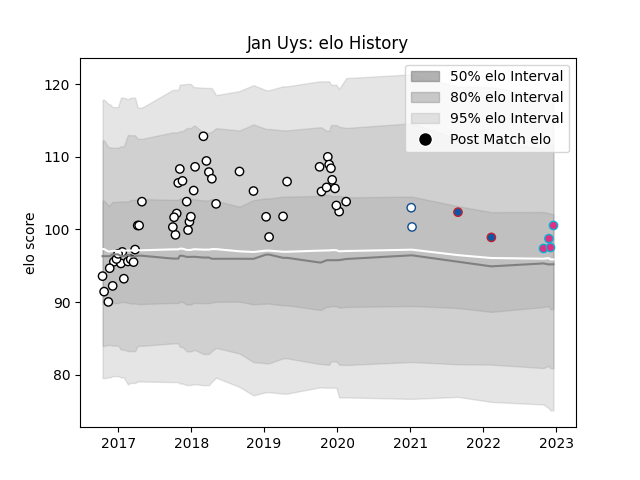 Jan Uys: elo History
50% elo Interval
80% elo Interval
95% elo Interval
Post Match elo
elo score
120
110
100
90
80
2017 2018 2019 2020 2021 2022 2023